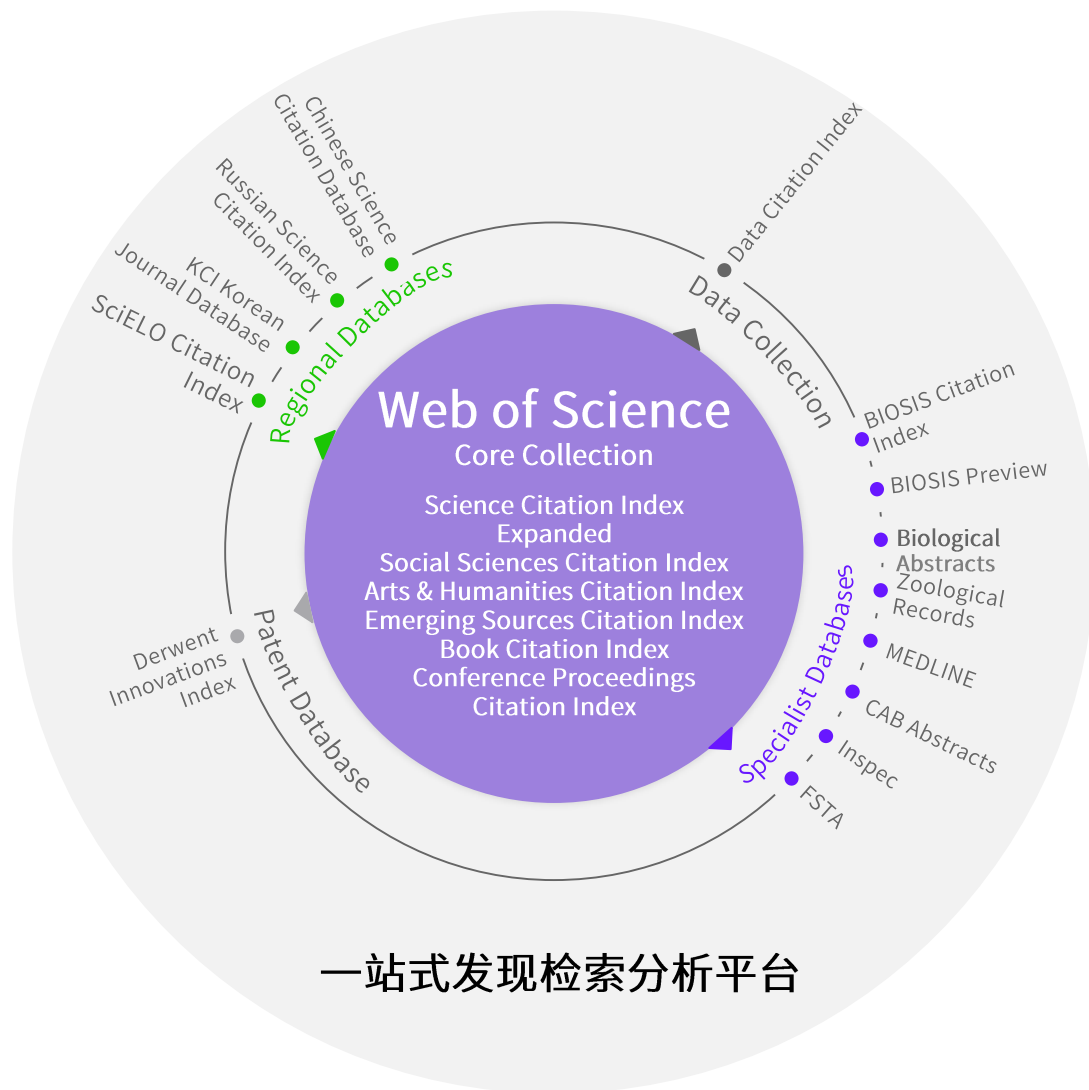 Chinese Science
Citation Database
Russian Science
Citation Index
KCI Korean
Journal Database
SciELO Citation
Index
Regional Databases
Data Citation Index
Data Collection
Web of Science
Core Collection
Science Citation Index
Expanded
Social Sciences Citation Index
Arts & Humanities Citation Index
Emerging Sources Citation Index
Book Citation Index
Conference Proceedings
Citation Index
BIOSIS Citation
Index
BIOSIS Preview
Biological
Abstracts
Zoological
Records
MEDLINE
CAB Abstracts
Inspec
FSTA
Specialist Databases
Derwent
Innovations
Index
Patent Database
一站式发现检索分析平台